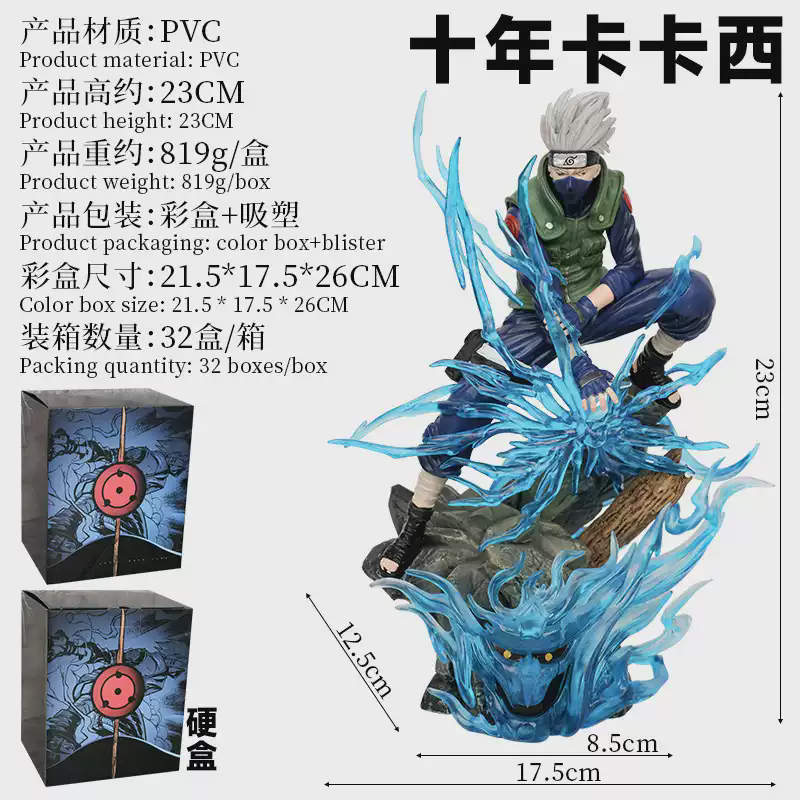 十年卡卡西
产品材质:PVC
Product material: PVC
产品高约:23CM
Product height: 23CM
产品重约:819g/盒
Product weight: 819g/box
产品包装:彩盒+吸塑
Product packaging: color box+blister
彩盒尺寸:21.5*17.5*26CM
Color box size: 21.5 * 17.5 * 26CM
装箱数量:32盒/箱
Packing quantity: 32 boxes/box
硬盒
23cm
12.5cm
8.5cm
17.5cm